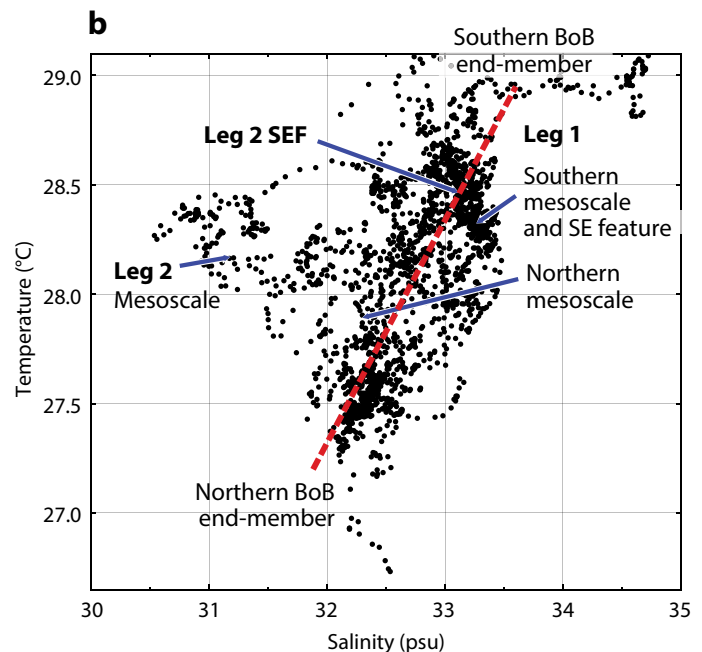 b
Southern BoB
end-member
Leg 2 SEF
Leg 1
Southern
mesoscale
and SE feature
Leg 2
Mesoscale
Northern
mesoscale
Northern BoB
end-member
29.0
28.5
28.0
27.5
27.0
Temperature (°C)
30
31
32
33
34
35
Salinity (psu)